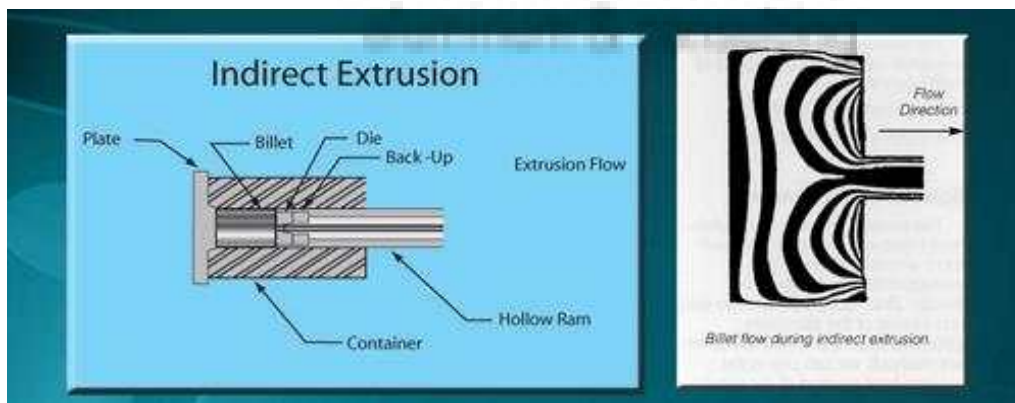 Indirect Extrusion
Plate
Billet
Die
Back-Up
Extrusion Flow
Hollow Ram
Container
Flow
Direction
Billet flow during indirect extrusion.